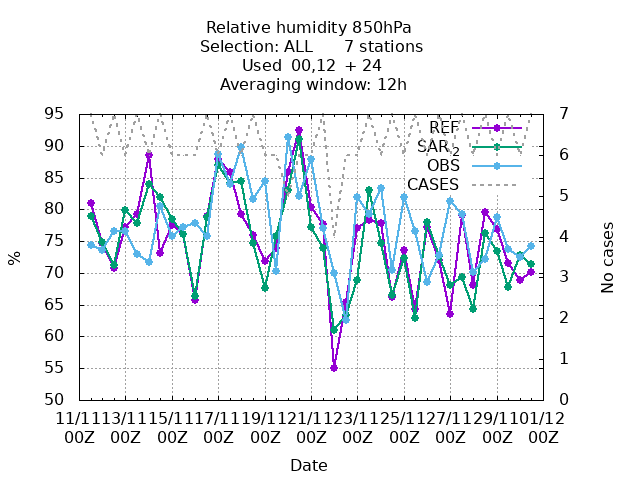 Relative humidity 850hPa
Selection: ALL 7 stations
Used 00,12 + 24
Averaging window: 12h
95
90
85
80
75
70
65
60
55
50
7
6
5
4
3
2
1
0
REF
SAR₂
OBS
CASES
%
No cases
11/11 13/11 15/11 17/11 19/11 21/11 23/11 25/11 27/11 29/11 01/12
00Z 00Z 00Z 00Z 00Z 00Z 00Z 00Z 00Z 00Z 00Z
Date